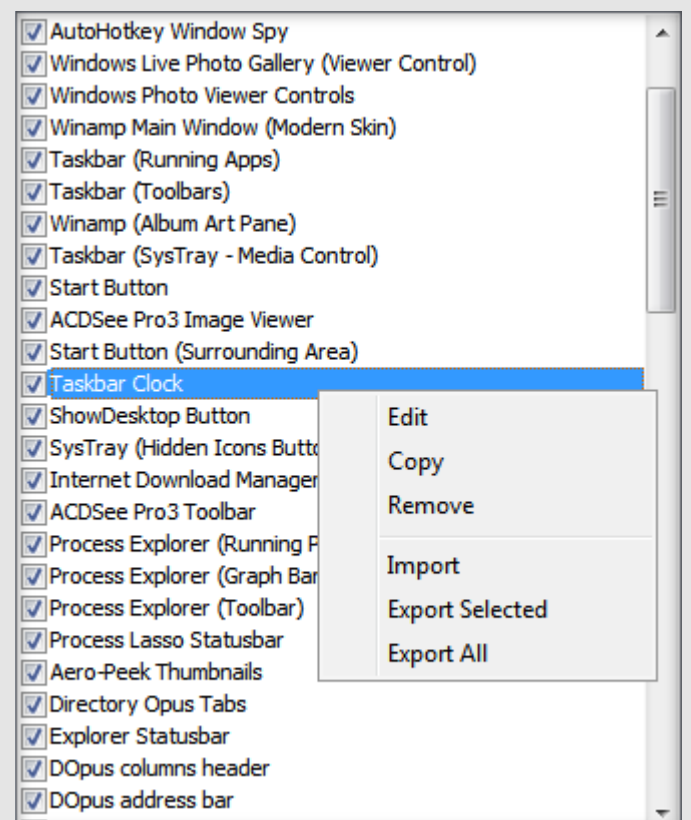 AutoHotkey Window Spy
Windows Live Photo Gallery (Viewer Control)
Windows Photo Viewer Controls
Winamp Main Window (Modern Skin)
Taskbar (Running Apps)
Taskbar (Toolbars)
Winamp (Album Art Pane)
Taskbar (SysTray - Media Control)
Start Button
ACDSee Pro3 Image Viewer
Start Button (Surrounding Area)
Taskbar Clock
ShowDesktop Button
SysTray (Hidden Icons
Internet Download Manager
ACDSee Pro3 Toolbar
Process Explorer (Running
Process Explorer (Graph Bar
Process Explorer (Toolbar)
Process Lasso Statusbar
Aero-Peek Thumbnails
Directory Opus Tabs
Explorer Statusbar
DOpus columns header
DOpus address bar
Edit
Copy
Remove
Import
Export Selected
Export All